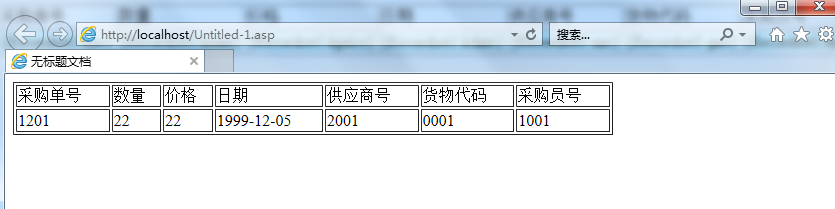 http://localhost/Untitled-1.asp 搜索...
无标题文档
采购单号 数量 价格 日期 供应商号 货物代码 采购员号
1201 22 22 1999-12-05 2001 0001 1001